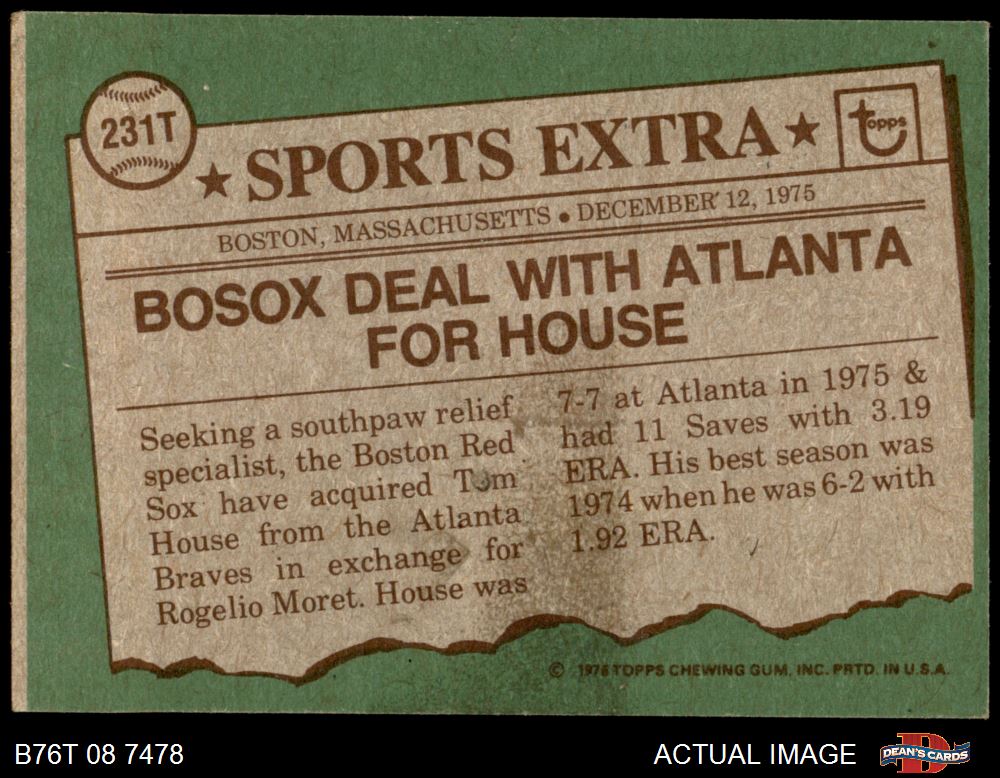 231T
★ SPORTS EXTRA ★
topps
BOSTON, MASSACHUSETTS • DECEMBER 12, 1975
BOSOX DEAL WITH ATLANTA
FOR HOUSE
Seeking a southpaw relief
specialist, the Boston Red
Sox have acquired Tom
House from the Atlanta
Braves in exchange for
Rogelio Moret. House was
7-7 at Atlanta in 1975 &
had 11 Saves with 3.19
ERA. His best season was
1974 when he was 6-2 with
1.92 ERA.
© 1976 TOPPS CHEWING GUM, INC. PRTD. IN U.S.A.
B76T 08 7478
ACTUAL IMAGE
DEAN'S CARDS